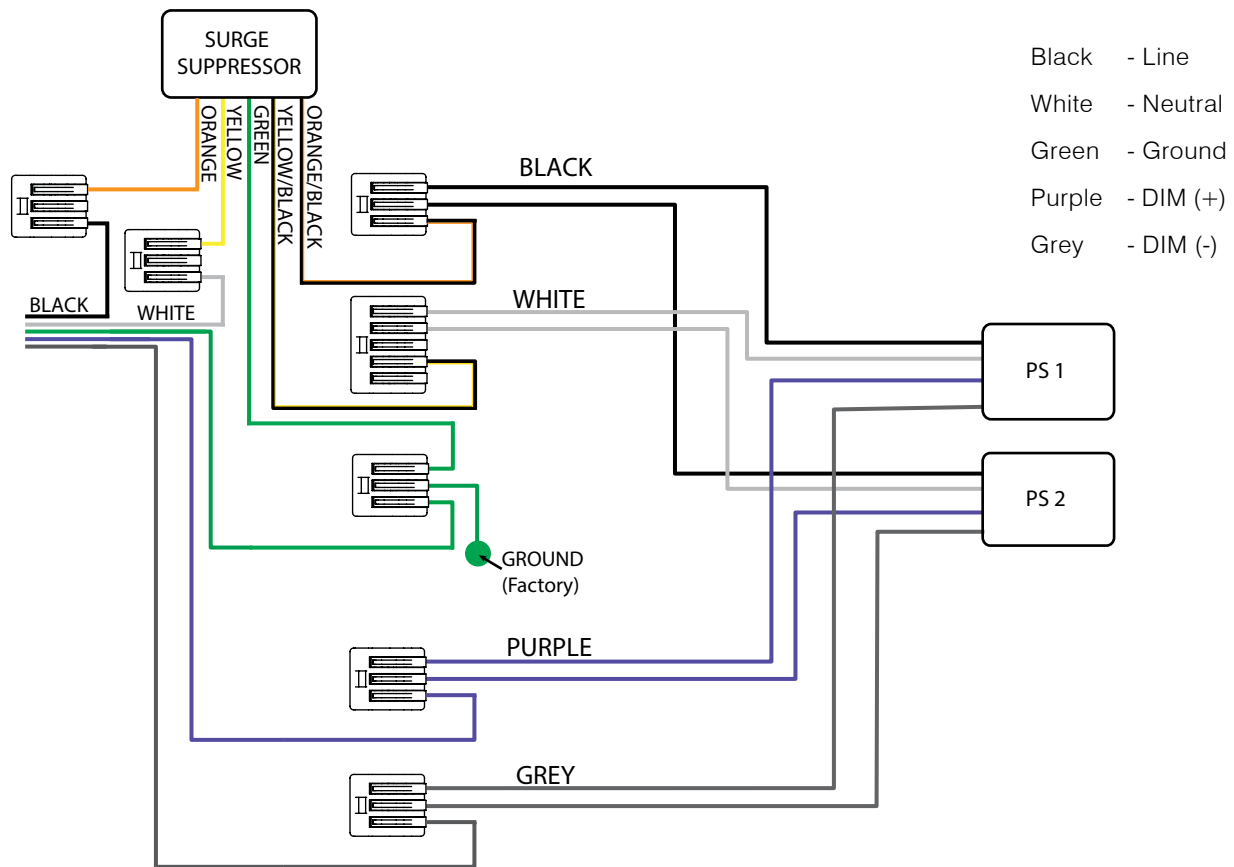 SURGE
SUPPRESSOR
ORANGE
YELLOW
GREEN
YELLOW/BLACK
ORANGE/BLACK
Black - Line
White - Neutral
Green - Ground
Purple - DIM (+)
Grey - DIM (-)
BLACK
BLACK
WHITE
WHITE
PS 1
PS 2
GROUND
(Factory)
PURPLE
GREY